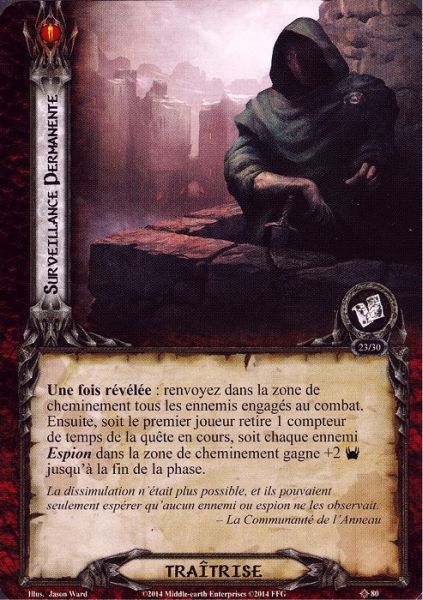 SURVEILLANCE PERMANENTE
23/30
Une fois révélée : renvoyez dans la zone de
cheminement tous les ennemis engagés au combat.
Ensuite, soit le premier joueur retire 1 compteur
de temps de la quête en cours, soit chaque ennemi
Espion dans la zone de cheminement gagne +2
jusqu'à la fin de la phase.
La dissimulation n'était plus possible, et ils pouvaient
seulement espérer qu'aucun ennemi ou espion ne les observait.
– La Communauté de l'Anneau
TRAÎTRISE
Illus. Jason Ward
©2014 Middle-earth Enterprises ©2014 FFG
80